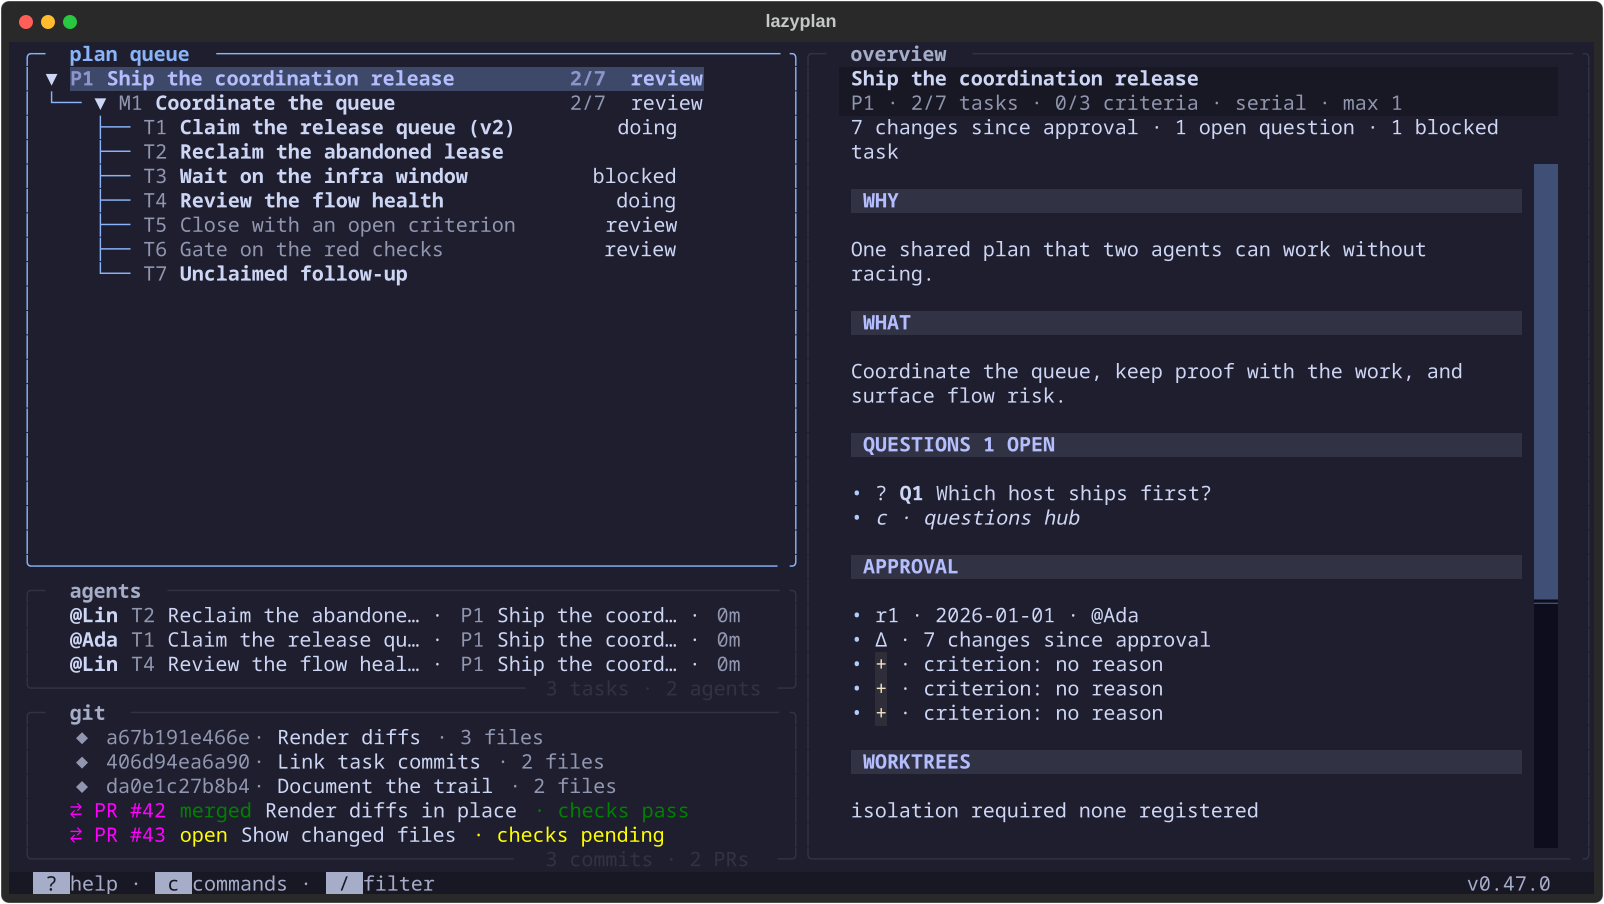 lazyplan
plan queue
▼ P1 Ship the coordination release 2/7 review
▼ M1 Coordinate the queue 2/7 review
T1 Claim the release queue (v2) doing
T2 Reclaim the abandoned lease
T3 Wait on the infra window blocked
T4 Review the flow health doing
T5 Close with an open criterion review
T6 Gate on the red checks review
T7 Unclaimed follow-up
agents
@Lin T2 Reclaim the abandone… · P1 Ship the coord… · 0m
@Ada T1 Claim the release qu… · P1 Ship the coord… · 0m
@Lin T4 Review the flow heal… · P1 Ship the coord… · 0m
3 tasks · 2 agents
git
◆ a67b191e466e · Render diffs · 3 files
◆ 406d94ea6a90 · Link task commits · 2 files
◆ da0e1c27b8b4 · Document the trail · 2 files
⇄ PR #42 merged Render diffs in place · checks pass
⇄ PR #43 open Show changed files · checks pending
3 commits · 2 PRs
overview
Ship the coordination release
P1 · 2/7 tasks · 0/3 criteria · serial · max 1
7 changes since approval · 1 open question · 1 blocked
task
WHY
One shared plan that two agents can work without
racing.
WHAT
Coordinate the queue, keep proof with the work, and
surface flow risk.
QUESTIONS 1 OPEN
• ? Q1 Which host ships first?
• c · questions hub
APPROVAL
• r1 · 2026-01-01 · @Ada
• Δ · 7 changes since approval
• + · criterion: no reason
• + · criterion: no reason
• + · criterion: no reason
WORKTREES
isolation required none registered
? help · c commands · / filter
v0.47.0